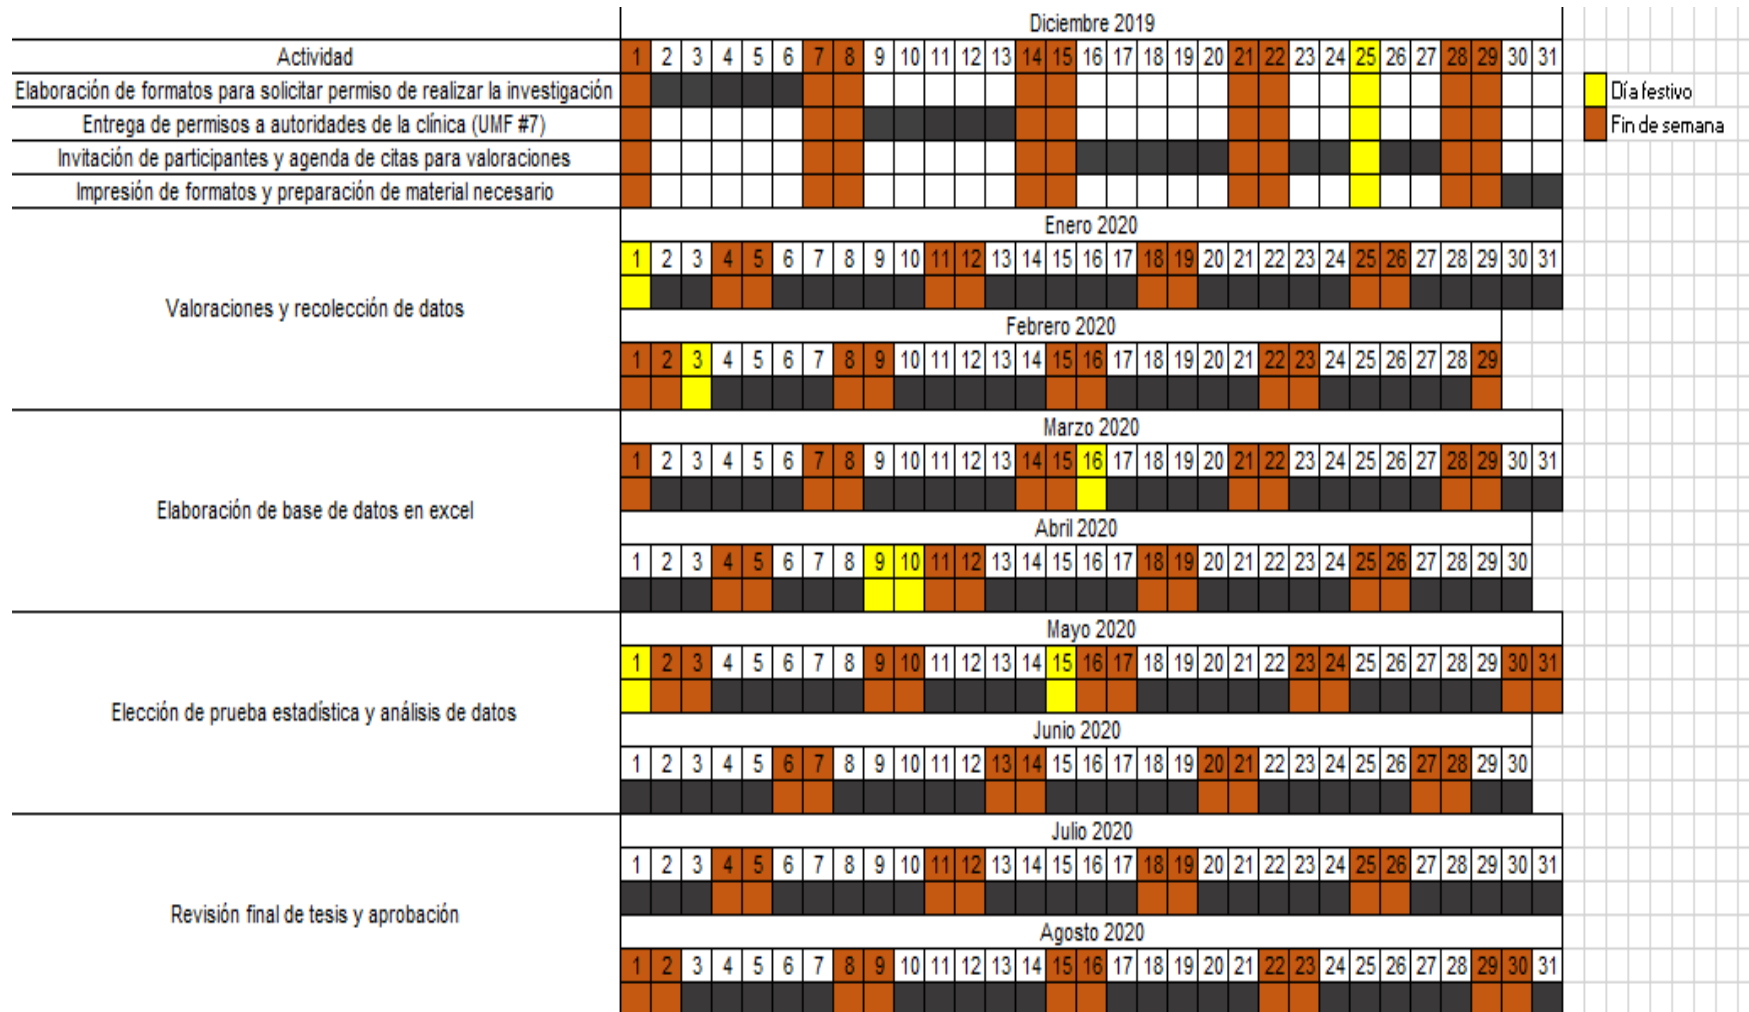 Diciembre 2019
Actividad 1 2 3 4 5 6 7 8 9 10 11 12 13 14 15 16 17 18 19 20 21 22 23 24 25 26 27 28 29 30 31
Elaboración de formatos para solicitar permiso de realizar la investigación
Día festivo
Entrega de permisos a autoridades de la clínica (UMF #7)
Fin de semana
Invitación de participantes y agenda de citas para valoraciones
Impresión de formatos y preparación de material necesario
Enero 2020
1 2 3 4 5 6 7 8 9 10 11 12 13 14 15 16 17 18 19 20 21 22 23 24 25 26 27 28 29 30 31
Valoraciones y recolección de datos
Febrero 2020
1 2 3 4 5 6 7 8 9 10 11 12 13 14 15 16 17 18 19 20 21 22 23 24 25 26 27 28 29
Marzo 2020
1 2 3 4 5 6 7 8 9 10 11 12 13 14 15 16 17 18 19 20 21 22 23 24 25 26 27 28 29 30 31
Elaboración de base de datos en excel
Abril 2020
1 2 3 4 5 6 7 8 9 10 11 12 13 14 15 16 17 18 19 20 21 22 23 24 25 26 27 28 29 30
Mayo 2020
1 2 3 4 5 6 7 8 9 10 11 12 13 14 15 16 17 18 19 20 21 22 23 24 25 26 27 28 29 30 31
Elección de prueba estadística y análisis de datos
Junio 2020
1 2 3 4 5 6 7 8 9 10 11 12 13 14 15 16 17 18 19 20 21 22 23 24 25 26 27 28 29 30
Julio 2020
1 2 3 4 5 6 7 8 9 10 11 12 13 14 15 16 17 18 19 20 21 22 23 24 25 26 27 28 29 30 31
Revisión final de tesis y aprobación
Agosto 2020
1 2 3 4 5 6 7 8 9 10 11 12 13 14 15 16 17 18 19 20 21 22 23 24 25 26 27 28 29 30 31